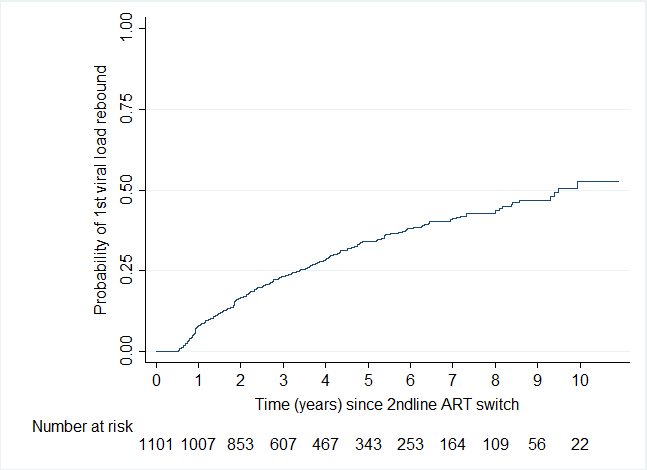 Probability of 1st viral load rebound
1.00
0.75
0.50
0.25
0.00
0 1 2 3 4 5 6 7 8 9 10
Time (years) since 2ndline ART switch
Number at risk
1101 1007 853 607 467 343 253 164 109 56 22